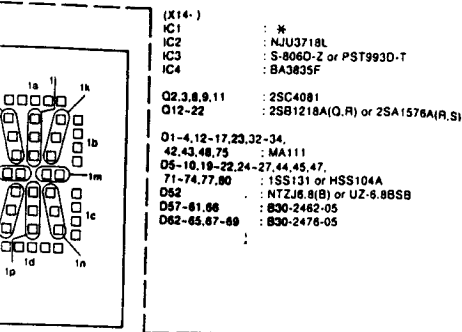 (X14- )
IC1 : *
IC2 : NJU3718L
IC3 : S-806D-Z or PST993D-T
IC4 : BA3835F
Q2,3,8,9,11 : 2SC4081
Q12-22 : 2SB1218A(Q,R) or 2SA1576A(R,S)
D1-4,12-17,23,32-34,
42,43,46,75 : MA111
D5-10,19-22,24-27,44,45,47,
71-74,77,80 : 1SS131 or HSS104A
D52 : NTZJ6.8(B) or UZ-6.8BSB
D57-61,66 : B30-2462-05
D62-65,67-69 : B30-2476-05
1a
1j
1k
1b
1m
1c
1n
1d
1p